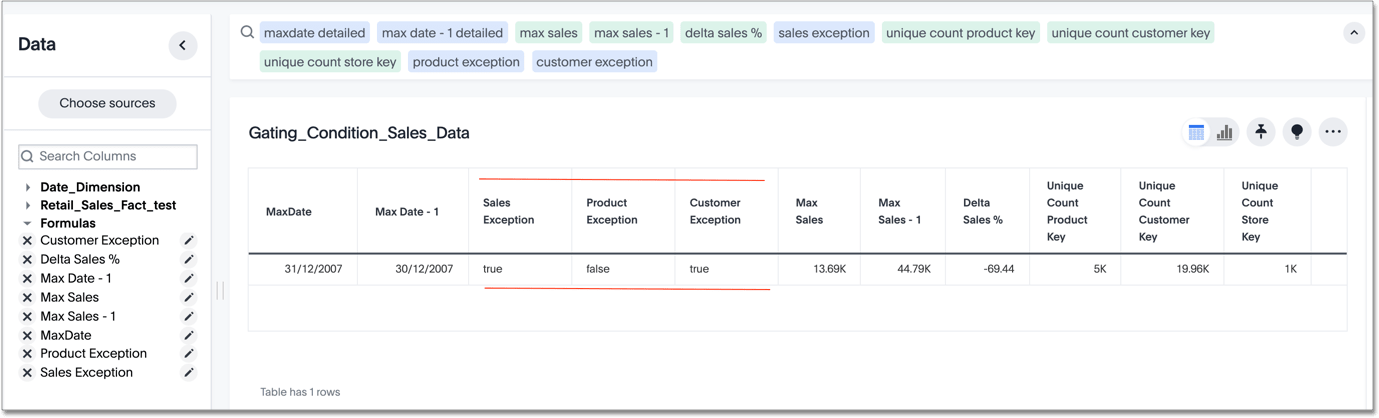 Data
Choose sources
Search Columns
Date_Dimension
Retail_Sales_Fact_test
Formulas
Customer Exception
Delta Sales %
Max Date - 1
Max Sales
Max Sales - 1
MaxDate
Product Exception
Sales Exception
maxdate detailed max date - 1 detailed max sales max sales - 1 delta sales % sales exception unique count product key unique count customer key
unique count store key product exception customer exception
Gating_Condition_Sales_Data
MaxDate Max Date - 1 Sales Exception Product Exception Customer Exception Max Sales Max Sales - 1 Delta Sales % Unique Count Product Key Unique Count Customer Key Unique Count Store Key
31/12/2007 30/12/2007 true false true 13.69K 44.79K -69.44 5K 19.96K 1K
Table has 1 rows